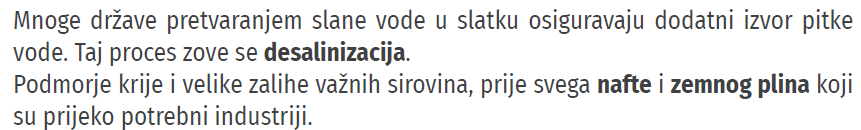 Mnoge države pretvaranjem slane vode u slatku osiguravaju dodatni izvor pitke
vode. Taj proces zove se desalinizacija.
Podmorje krije i velike zalihe važnih sirovina, prije svega nafte i zemnog plina koji
su prijeko potrebni industriji.